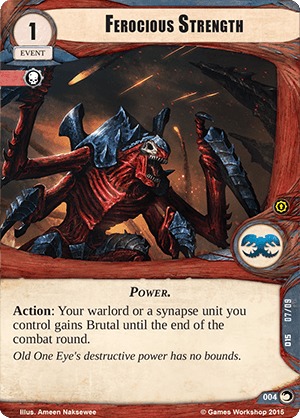 FEROCIOUS STRENGTH
1
EVENT
POWER.
Action: Your warlord or a synapse unit you
control gains Brutal until the end of the
combat round.
Old One Eye's destructive power has no bounds.
D15 07/09
004
Illus. Ameen Naksewee
© Games Workshop 2015